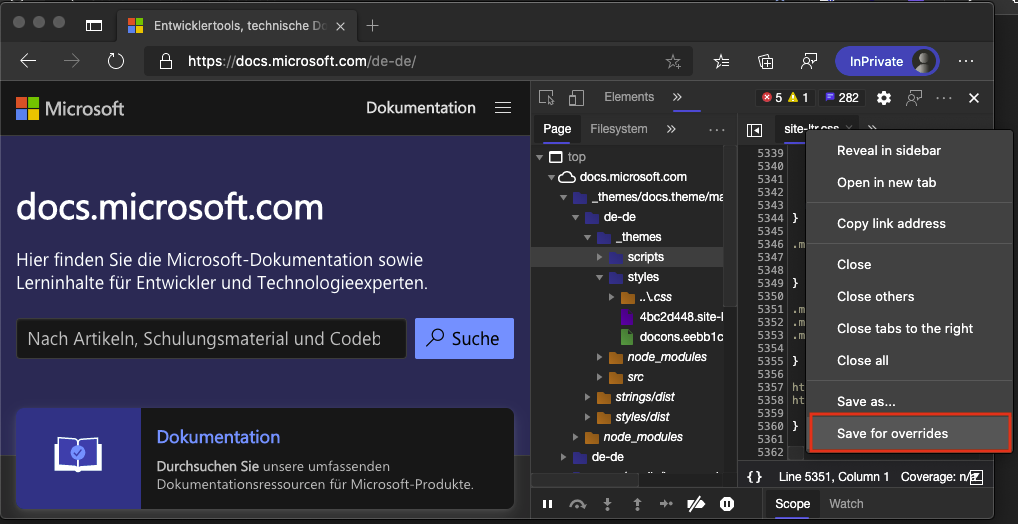 Entwicklertools, technische Do
https://docs.microsoft.com/de-de/
InPrivate
Microsoft
Dokumentation
docs.microsoft.com
Hier finden Sie die Microsoft-Dokumentation sowie
Lerninhalte für Entwickler und Technologieexperten.
Nach Artikeln, Schulungsmaterial und Codeb
Suche
Dokumentation
Durchsuchen Sie unsere umfassenden
Dokumentationsressourcen für Microsoft-Produkte.
Elements
5
1
282
Page
Filesystem
top
docs.microsoft.com
_themes/docs.theme/ma
de-de
_themes
scripts
styles
..\.css
4bc2d448.site-l
docons.eebb1c
node_modules
src
strings/dist
styles/dist
node_modules
de-de
site-ltr.css
5339
5340
5341
5342
5343
5344 }
5345
5346 .m
5347
5348
5349 }
5350
5351 .m
5352 .m
5353 .m
5354
5355
5356 }
5357 ht
5358 ht
5359
5360 }
5361
5362
Reveal in sidebar
Open in new tab
Copy link address
Close
Close others
Close tabs to the right
Close all
Save as...
Save for overrides
{ }
Line 5351, Column 1
Coverage: n/
Scope
Watch